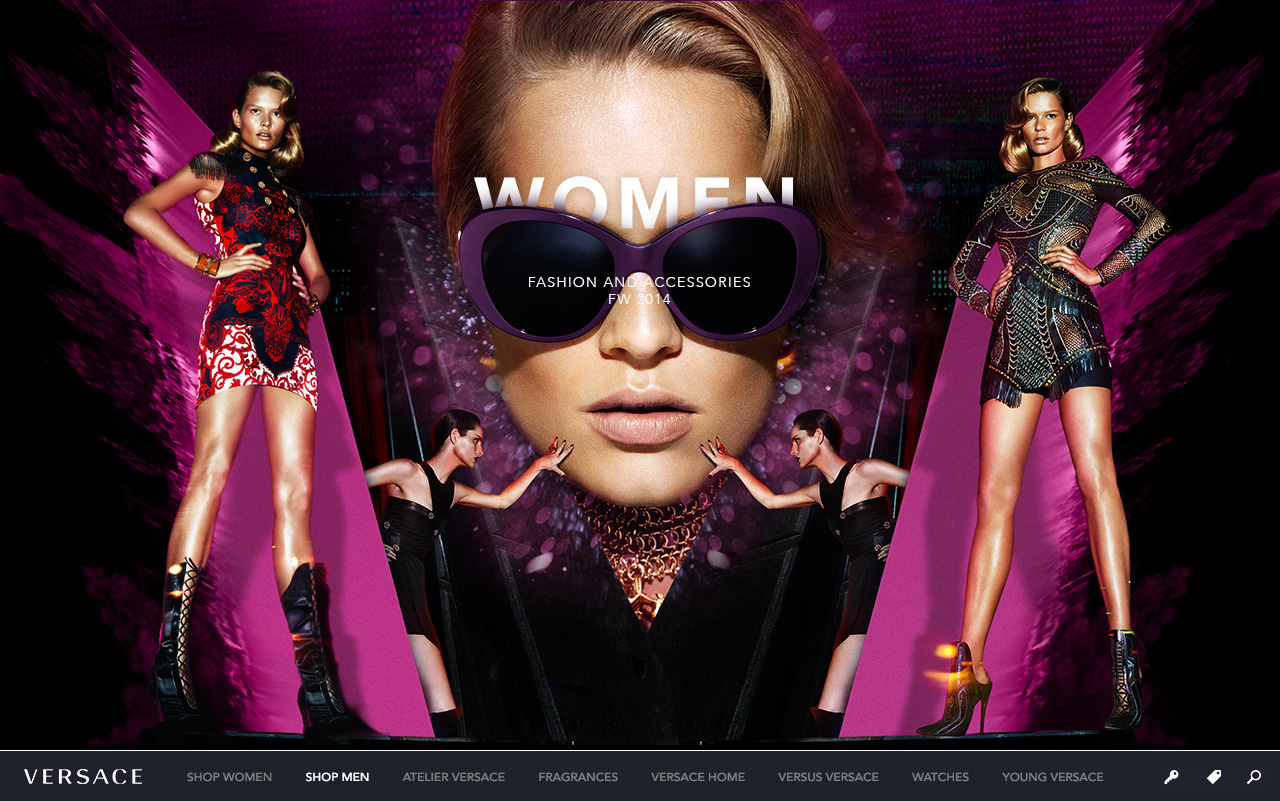 WOMEN
FASHION AND ACCESSORIES
FW 2014
VERSACE SHOP WOMEN SHOP MEN ATELIER VERSACE FRAGRANCES VERSACE HOME VERSUS VERSACE WATCHES YOUNG VERSACE